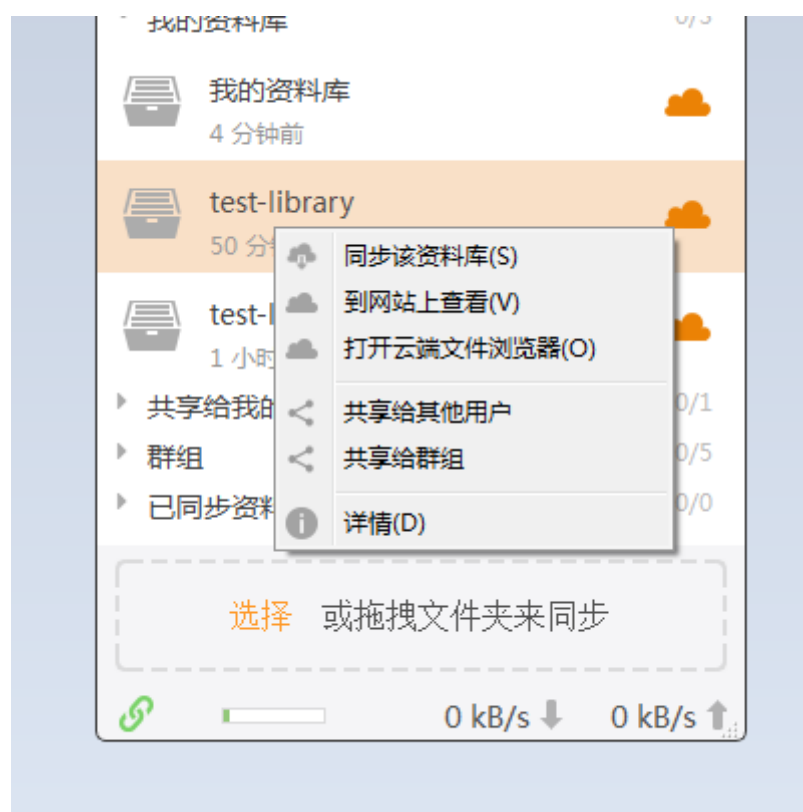 我的资料库 0/3
我的资料库
4 分钟前
test-library
50 分
同步该资料库(S)
到网站上查看(V)
打开云端文件浏览器(O)
共享给其他用户
共享给群组
详情(D)
test-l
1 小时
共享给我的 0/1
群组 0/5
已同步资料 0/0
选择 或拖拽文件夹来同步
0 kB/s 0 kB/s